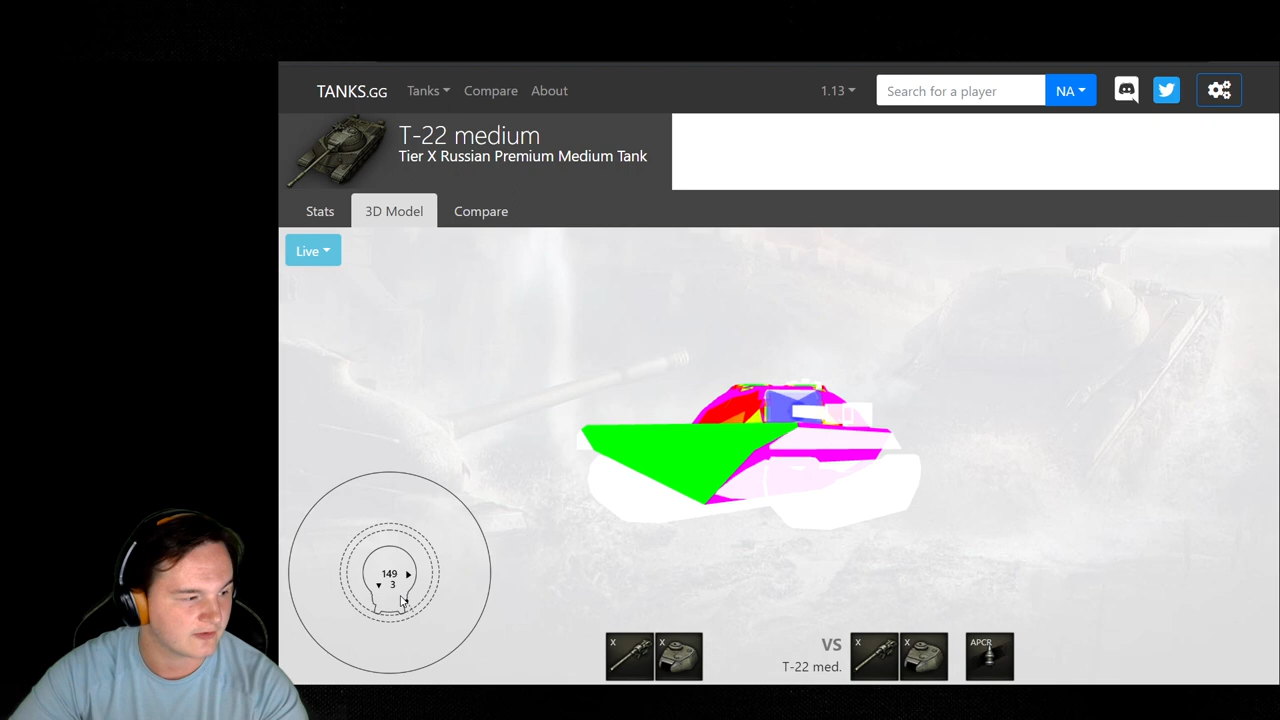 TANKS.GG Tanks Compare About 1.13 Search for a player NA
T-22 medium
Tier X Russian Premium Medium Tank
Stats 3D Model Compare
Live
149
3
X X VS X X APCR
T-22 med.